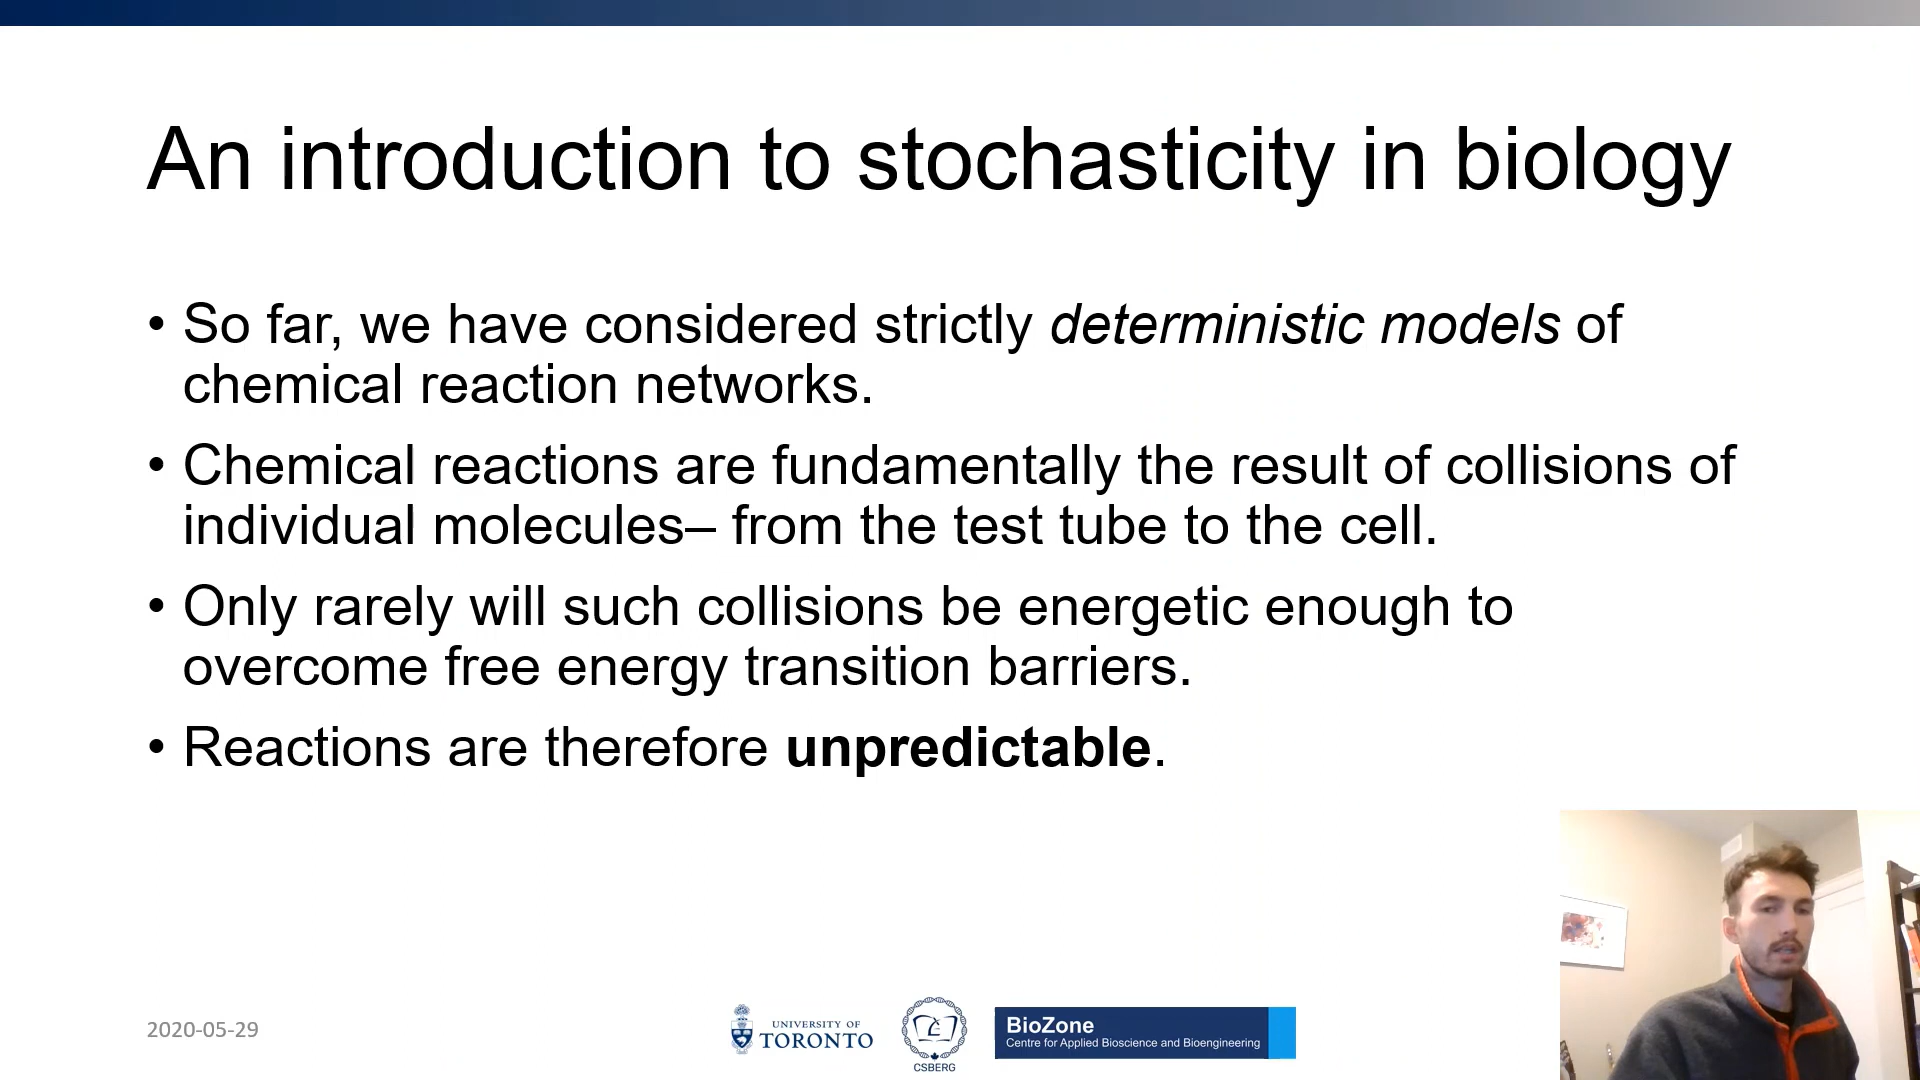 An introduction to stochasticity in biology
• So far, we have considered strictly deterministic models of
chemical reaction networks.
• Chemical reactions are fundamentally the result of collisions of
individual molecules– from the test tube to the cell.
• Only rarely will such collisions be energetic enough to
overcome free energy transition barriers.
• Reactions are therefore unpredictable.
2020-05-29
UNIVERSITY OF
TORONTO
CSBERG
BioZone
Centre for Applied Bioscience and Bioengineering